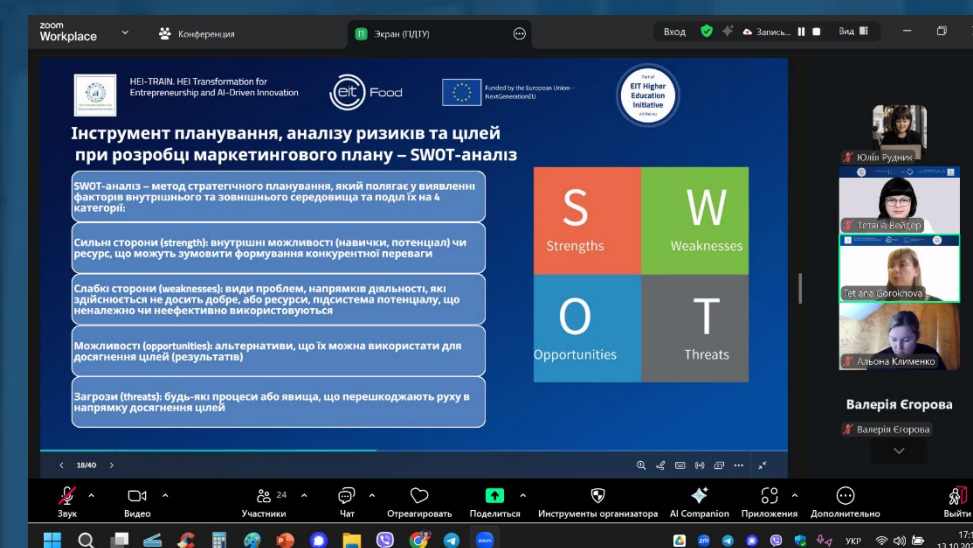 zoom
Workplace
Конференция
Экран (ПДТУ)
Вход
Запись...
Вид
HEI-TRAIN. HEI Transformation for
Entrepreneurship and AI-Driven Innovation
eit Food
Funded by the European Union -
NextGenerationEU
EIT Higher
Education
Initiative
Інструмент планування, аналізу ризиків та цілей
при розробці маркетингового плану – SWOT-аналіз
SWOT-аналіз – метод стратегічного планування, який полягає у виявленні
факторів внутрішнього та зовнішнього середовища та поділ їх на 4
категорії:
Сильні сторони (strength): внутрішні можливості (навички, потенціал) чи
ресурс, що можуть зумовити формування конкурентної переваги
Слабкі сторони (weaknesses): види проблем, напрямків діяльності, які
здійснюється не досить добре, або ресурси, підсистема потенціалу, що
неналежно чи неефективно використовуються
Можливості (opportunities): альтернативи, що їх можна використати для
досягнення цілей (результатів)
Загрози (threats): будь-які процеси або явища, що перешкоджають руху в
напрямку досягнення цілей
S
Strengths
W
Weaknesses
O
Opportunities
T
Threats
Юлія Рудник
Тетяна Вейдер
Tetiana Gorokhova
Альона Клименко
Валерія Єгорова
Валерія Єгорова
18/40
Звук
Видео
24
Участники
Чат
Отреагировать
Поделиться
Инструменты организатора
AI Companion
Приложения
Дополнительно
Выйти
УКР